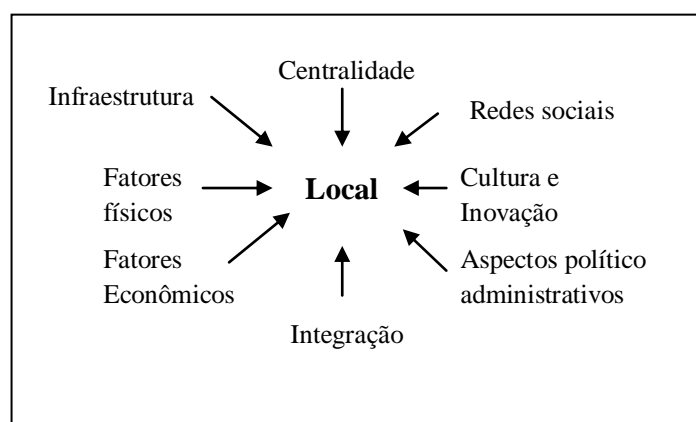 Centralidade
Infraestrutura
Redes sociais
Fatores
físicos
Local
Cultura e
Inovação
Fatores
Econômicos
Aspectos político
administrativos
Integração